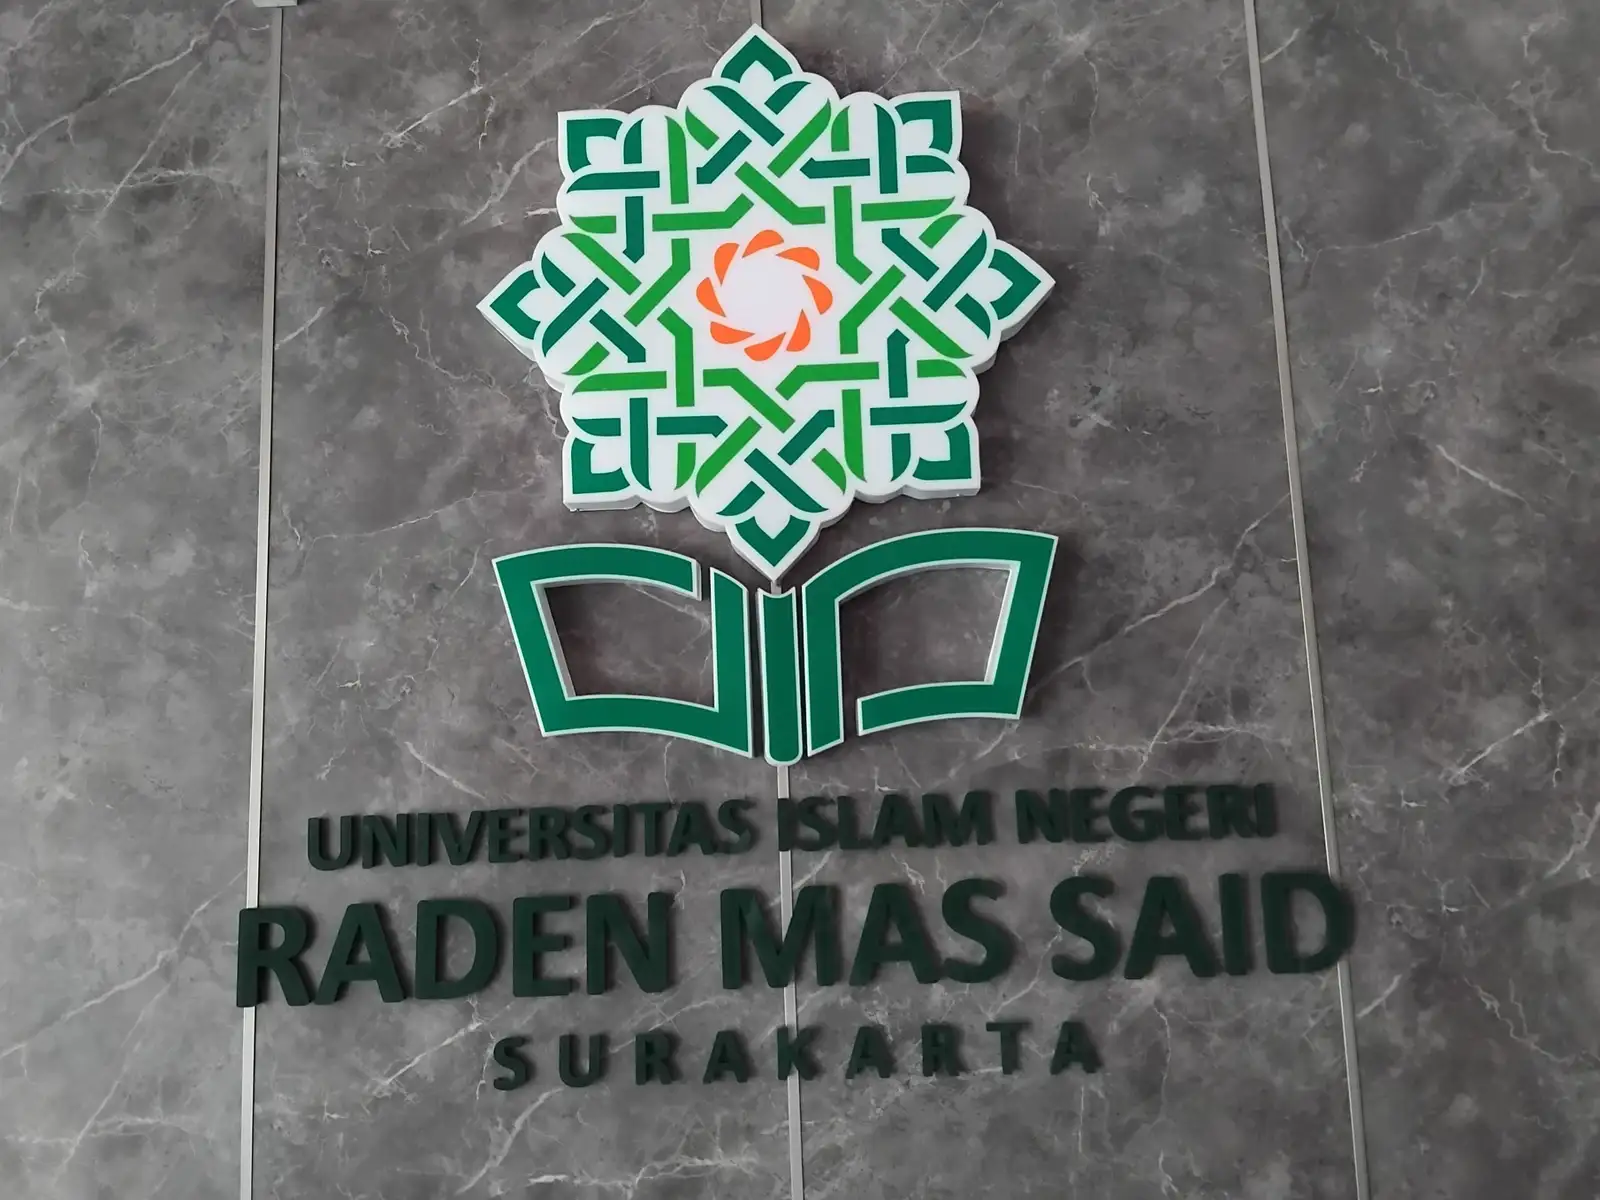 UNIVERSITAS ISLAM NEGERI
RADEN MAS SAID
SURAKARTA